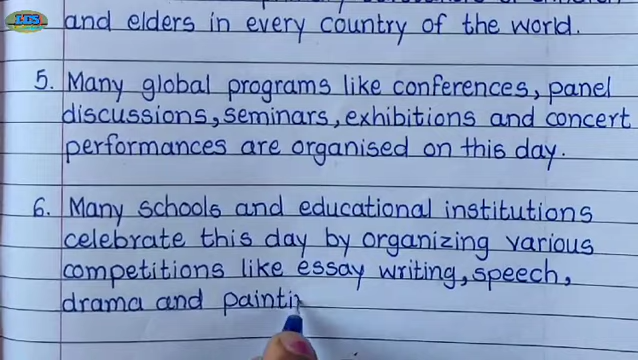 LDS
and elders in every country of the world.
5. Many global programs like conferences, panel
discussions, seminars, exhibitions and concert
performances are organised on this day.
6. Many schools and educational institutions
celebrate this day by organizing various
competitions like essay writing, speech,
drama and painti